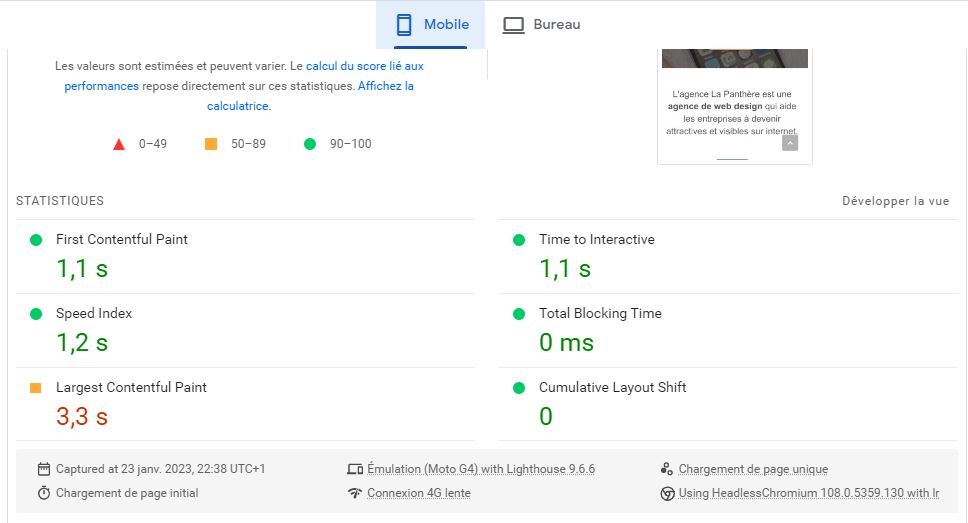 Mobile
Bureau
Les valeurs sont estimées et peuvent varier. Le calcul du score lié aux
performances repose directement sur ces statistiques. Affichez la
calculatrice.
0–49
50–89
90–100
L'agence La Panthère est une
agence de web design qui aide
les entreprises à devenir
attractives et visibles sur internet.
STATISTIQUES
Développer la vue
First Contentful Paint
1,1 s
Time to Interactive
1,1 s
Speed Index
1,2 s
Total Blocking Time
0 ms
Largest Contentful Paint
3,3 s
Cumulative Layout Shift
0
Captured at 23 janv. 2023, 22:38 UTC+1
Émulation (Moto G4) with Lighthouse 9.6.6
Chargement de page unique
Chargement de page initial
Connexion 4G lente
Using HeadlessChromium 108.0.5359.130 with lr